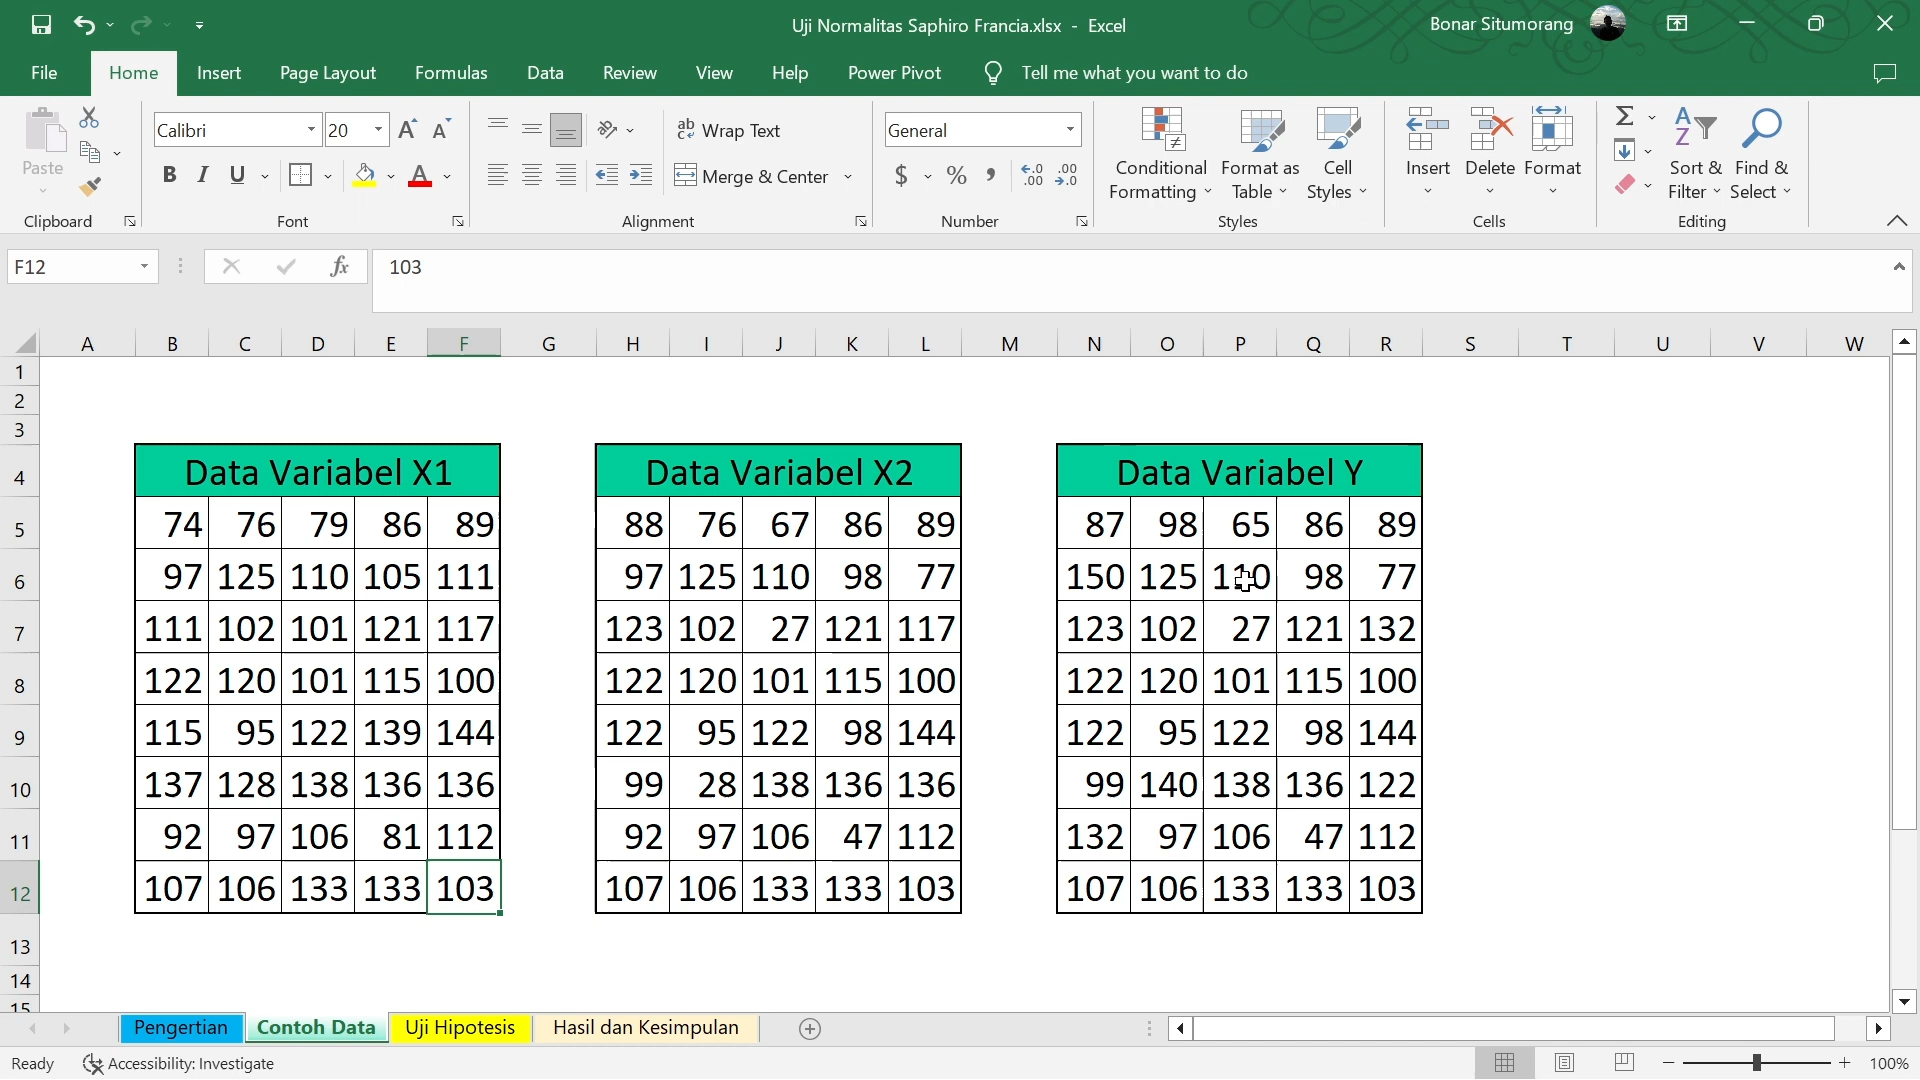 Uji Normalitas Saphiro Francia.xlsx - Excel
Bonar Situmorang
File Home Insert Page Layout Formulas Data Review View Help Power Pivot Tell me what you want to do
Calibri 20 Wrap Text General
Paste Merge & Center
Conditional Formatting Format as Table Cell Styles Insert Delete Format Sort & Filter Find & Select
Clipboard Font Alignment Number Styles Cells Editing
F12 fx 103
A B C D E F G H I J K L M N O P Q R S T U V W
1
2
3
4 Data Variabel X1 Data Variabel X2 Data Variabel Y
5 74 76 79 86 89 88 76 67 86 89 87 98 65 86 89
6 97 125 110 105 111 97 125 110 98 77 150 125 110 98 77
7 111 102 101 121 117 123 102 27 121 117 123 102 27 121 132
8 122 120 101 115 100 122 120 101 115 100 122 120 101 115 100
9 115 95 122 139 144 122 95 122 98 144 122 95 122 98 144
10 137 128 138 136 136 99 28 138 136 136 99 140 138 136 122
11 92 97 106 81 112 92 97 106 47 112 132 97 106 47 112
12 107 106 133 133 103 107 106 133 133 103 107 106 133 133 103
13
14
15
Pengertian Contoh Data Uji Hipotesis Hasil dan Kesimpulan
Ready Accessibility: Investigate 100%